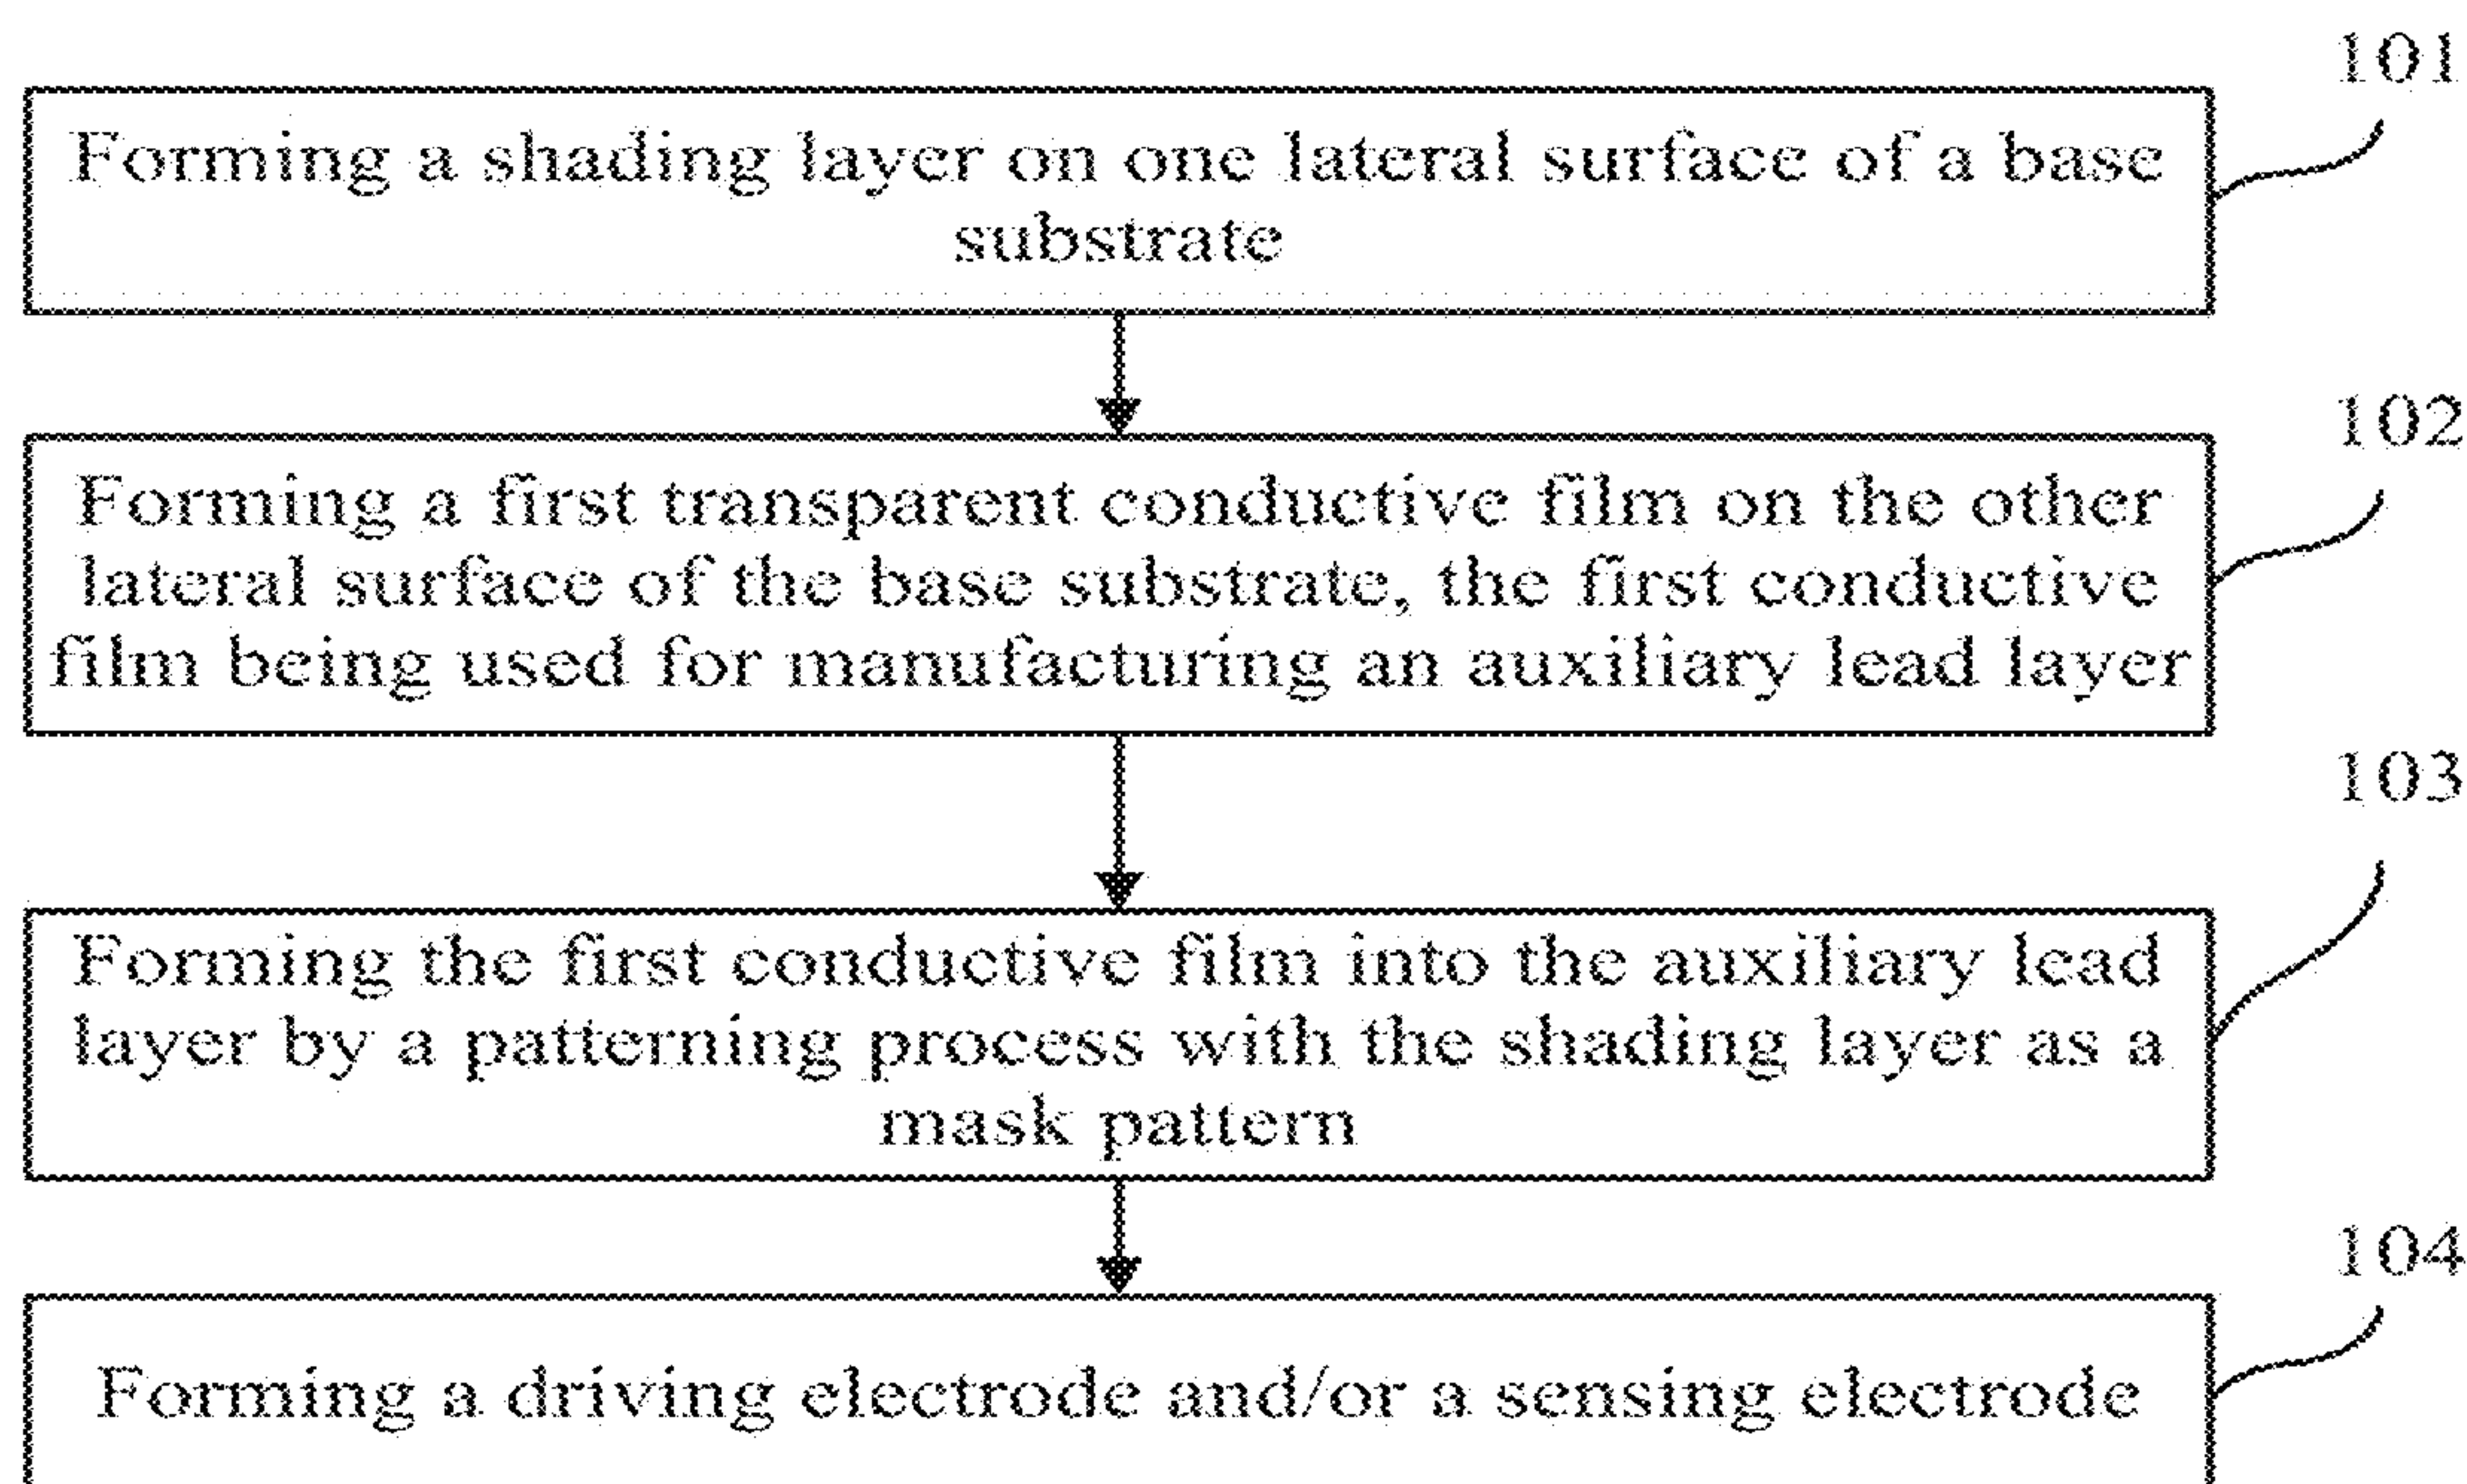 101
Forming a shading layer on one lateral surface of a base
substrate
102
Forming a first transparent conductive film on the other
lateral surface of the base substrate, the first conductive
film being used for manufacturing an auxiliary lead layer
103
Forming the first conductive film into the auxiliary lead
layer by a patterning process with the shading layer as a
mask pattern
104
Forming a driving electrode and/or a sensing electrode